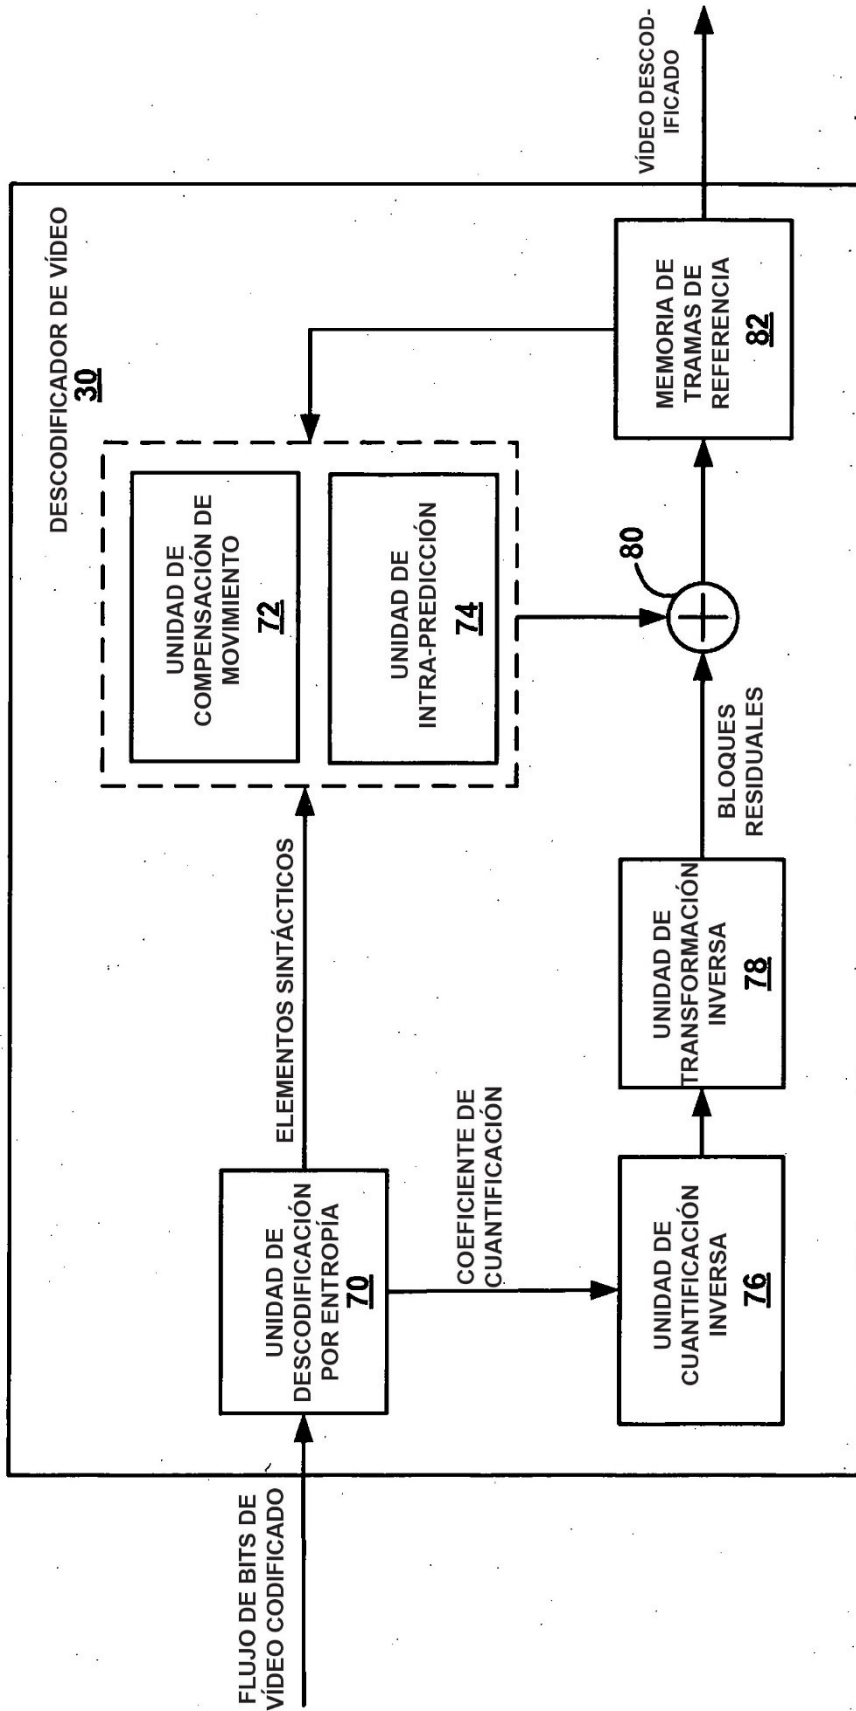 DESCODIFICADOR DE VÍDEO
30
FLUJO DE BITS DE
VÍDEO CODIFICADO
UNIDAD DE
DESCODIFICACIÓN
POR ENTROPÍA
70
ELEMENTOS SINTÁCTICOS
UNIDAD DE
COMPENSACIÓN DE
MOVIMIENTO
72
UNIDAD DE
INTRA-PREDICCIÓN
74
COEFICIENTE DE
CUANTIFICACIÓN
UNIDAD DE
CUANTIFICACIÓN
INVERSA
76
UNIDAD DE
TRANSFORMACIÓN
INVERSA
78
BLOQUES
RESIDUALES
80
MEMORIA DE
TRAMAS DE
REFERENCIA
82
VÍDEO DESCOD-
IFICADO